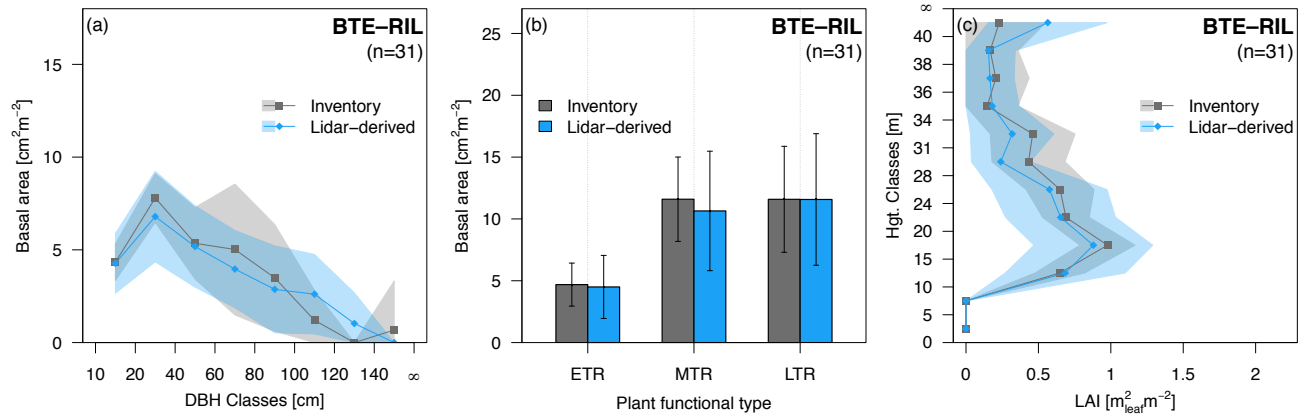 (a)
BTE–RIL
(n=31)
Inventory
Lidar–derived
Basal area [cm²m⁻²]
15
10
5
0
10 20 40 60 80 100 120 140 ∞
DBH Classes [cm]
(b)
BTE–RIL
(n=31)
Inventory
Lidar–derived
Basal area [cm²m⁻²]
25
20
15
10
5
0
ETR MTR LTR
Plant functional type
(c)
BTE–RIL
(n=31)
Inventory
Lidar–derived
Hgt. Classes [m]
∞
40
38
36
34
31
28
24
20
15
10
5
0
0 0.5 1 1.5 2
LAI [m²leaf m⁻²]